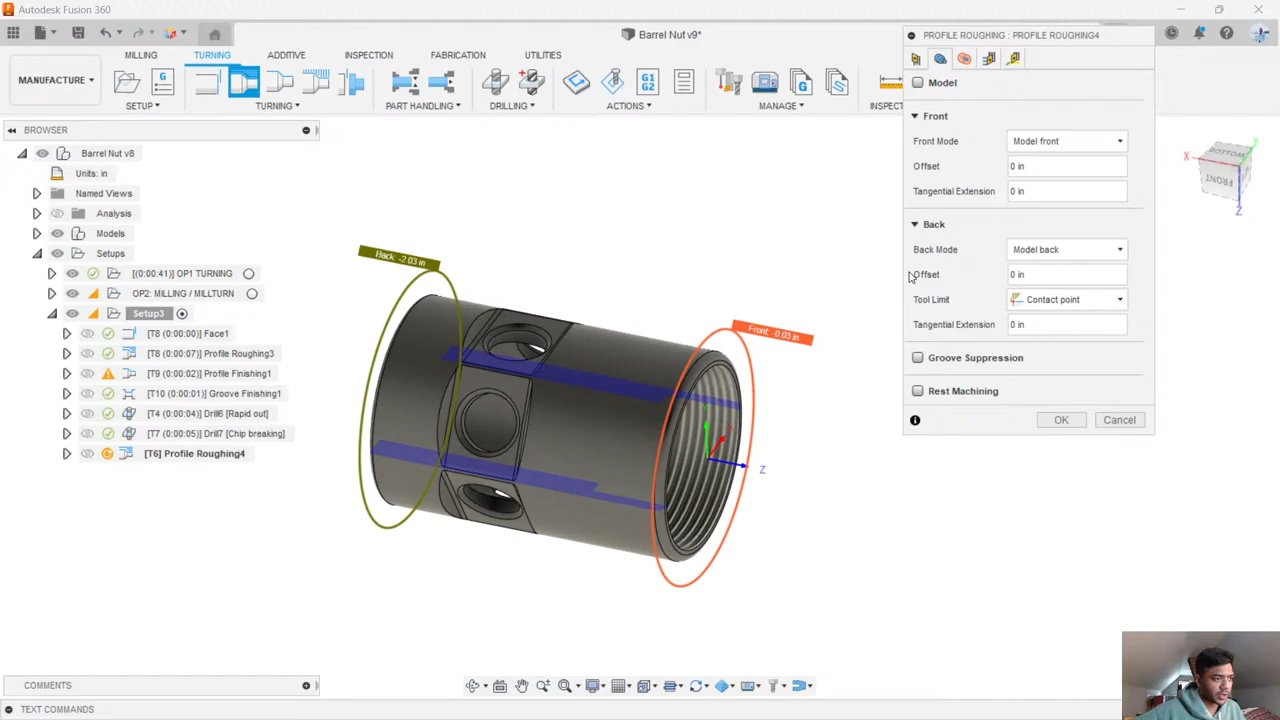 Autodesk Fusion 360
Barrel Nut v9*
MANUFACTURE
MILLING
TURNING
ADDITIVE
INSPECTION
FABRICATION
UTILITIES
G1
G2
SETUP
TURNING
PART HANDLING
DRILLING
ACTIONS
MANAGE
INSPECT
BROWSER
Barrel Nut v8
Units: in
Named Views
Analysis
Models
Setups
[(0:00:41) OP1 TURNING
OP2: MILLING / MILLTURN
Setup3
[T8 (0:00:00)] Face1
[T8 (0:00:07)] Profile Roughing3
[T9 (0:00:02)] Profile Finishing1
[T10 (0:00:01)] Groove Finishing1
[T4 (0:00:04)] Drill6 [Rapid out]
[T7 (0:00:05)] Drill7 [Chip breaking]
[T6] Profile Roughing4
Back: -2.03 in
Front: -0.03 in
Z
PROFILE ROUGHING : PROFILE ROUGHING4
Model
Front
Front Mode Model front
Offset 0 in
Tangential Extension 0 in
Back
Back Mode Model back
Offset 0 in
Tool Limit Contact point
Tangential Extension 0 in
Groove Suppression
Rest Machining
OK Cancel
BOTTOM
FRONT
X
Z
COMMENTS
TEXT COMMANDS